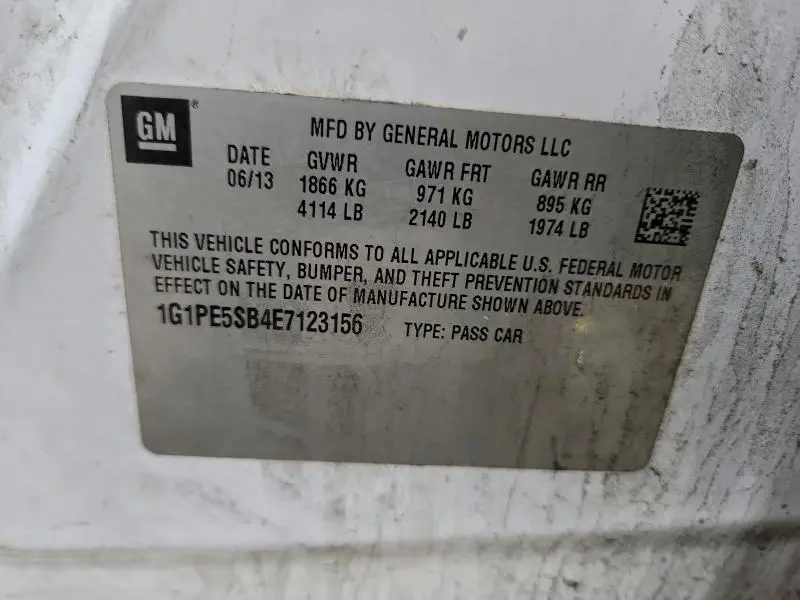 GM
MFD BY GENERAL MOTORS LLC
DATE GVWR GAWR FRT GAWR RR
06/13 1866 KG 971 KG 895 KG
4114 LB 2140 LB 1974 LB
THIS VEHICLE CONFORMS TO ALL APPLICABLE U.S. FEDERAL MOTOR
VEHICLE SAFETY, BUMPER, AND THEFT PREVENTION STANDARDS IN
EFFECT ON THE DATE OF MANUFACTURE SHOWN ABOVE.
1G1PE5SB4E7123156 TYPE: PASS CAR